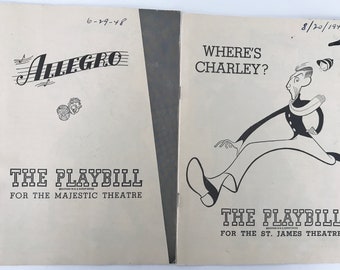 6-29-48
ALLEGRO
THE PLAYBILL
FOR THE MAJESTIC THEATRE
WHERE'S
CHARLEY?
THE PLAYBILL
FOR THE ST. JAMES THEATRE